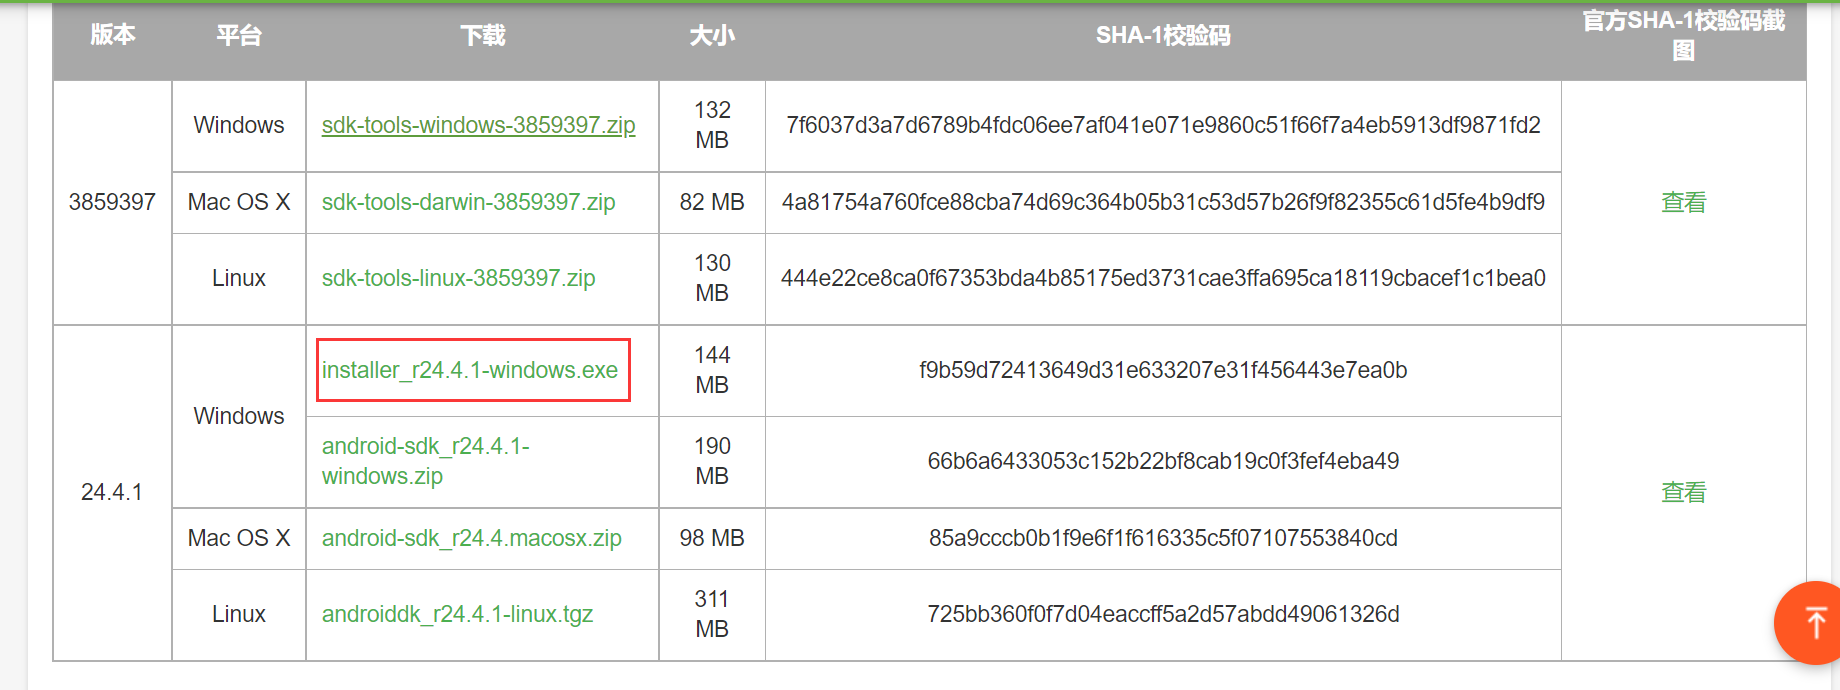 版本 平台 下载 大小 SHA-1校验码 官方SHA-1校验码截
图
3859397
Windows sdk-tools-windows-3859397.zip 132
MB 7f6037d3a7d6789b4fdc06ee7af041e071e9860c51f66f7a4eb5913df9871fd2
Mac OS X sdk-tools-darwin-3859397.zip 82 MB 4a81754a760fce88cba74d69c364b05b31c53d57b26f9f82355c61d5fe4b9df9
查看
Linux sdk-tools-linux-3859397.zip 130
MB 444e22ce8ca0f67353bda4b85175ed3731cae3ffa695ca18119cbacef1c1bea0
24.4.1
Windows
installer_r24.4.1-windows.exe 144
MB f9b59d72413649d31e633207e31f456443e7ea0b
android-sdk_r24.4.1-
windows.zip 190
MB 66b6a6433053c152b22bf8cab19c0f3fef4eba49
查看
Mac OS X android-sdk_r24.4.macosx.zip 98 MB 85a9cccb0b1f9e6f1f616335c5f07107553840cd
Linux androiddk_r24.4.1-linux.tgz 311
MB 725bb360f0f7d04eaccff5a2d57abdd49061326d